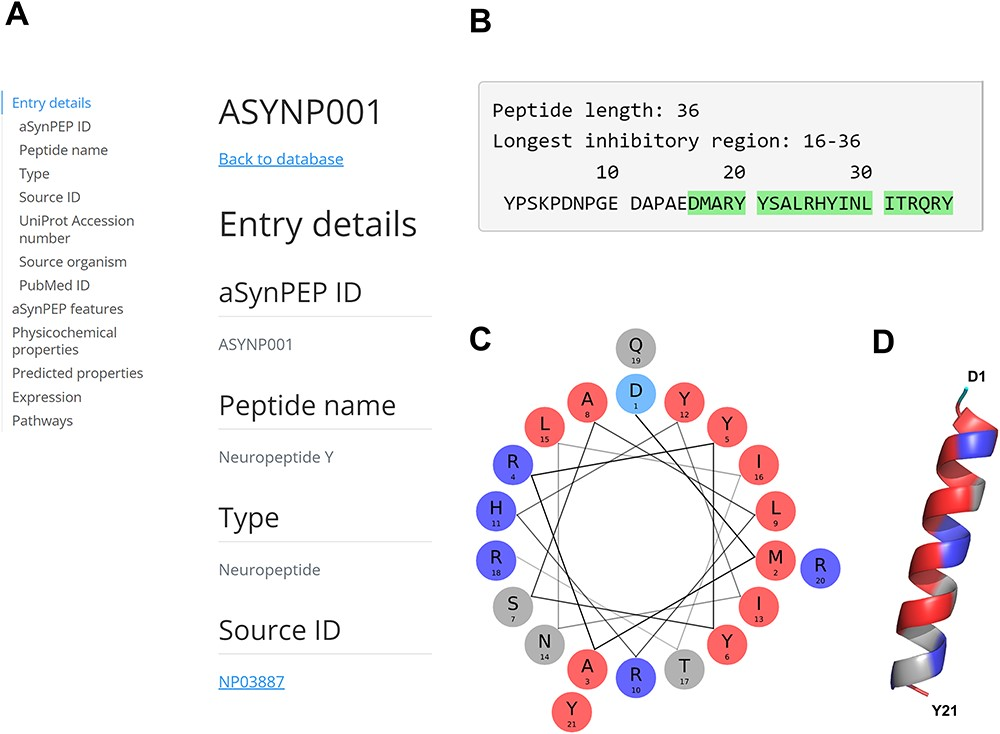 A
Entry details
aSynPEP ID
Peptide name
Type
Source ID
UniProt Accession
number
Source organism
PubMed ID
aSynPEP features
Physicochemical
properties
Predicted properties
Expression
Pathways
ASYNP001
Back to database
Entry details
aSynPEP ID
ASYNP001
Peptide name
Neuropeptide Y
Type
Neuropeptide
Source ID
NP03887
B
Peptide length: 36
Longest inhibitory region: 16-36
10 20 30
YPSKPDNPGE DAPAEDMARY YSALRHYINL ITRQRY
C
Q
19
D
1
A
8
Y
12
L
15
Y
5
R
4
I
16
H
11
L
9
R
18
M
2
R
20
S
7
I
13
N
14
Y
6
A
3
R
10
T
17
Y
21
D
D1
Y21